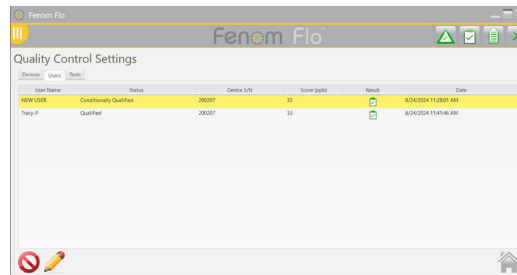 Fenom Flo
Fenom Flo
Quality Control Settings
Devices Users Tests
User Name Status Device S/N Score (ppb) Result Date
NEW USER Conditionally Qualified 200207 35 8/24/2024 11:28:01 AM
Tracy-P Qualified 200207 33 8/24/2024 11:41:46 AM